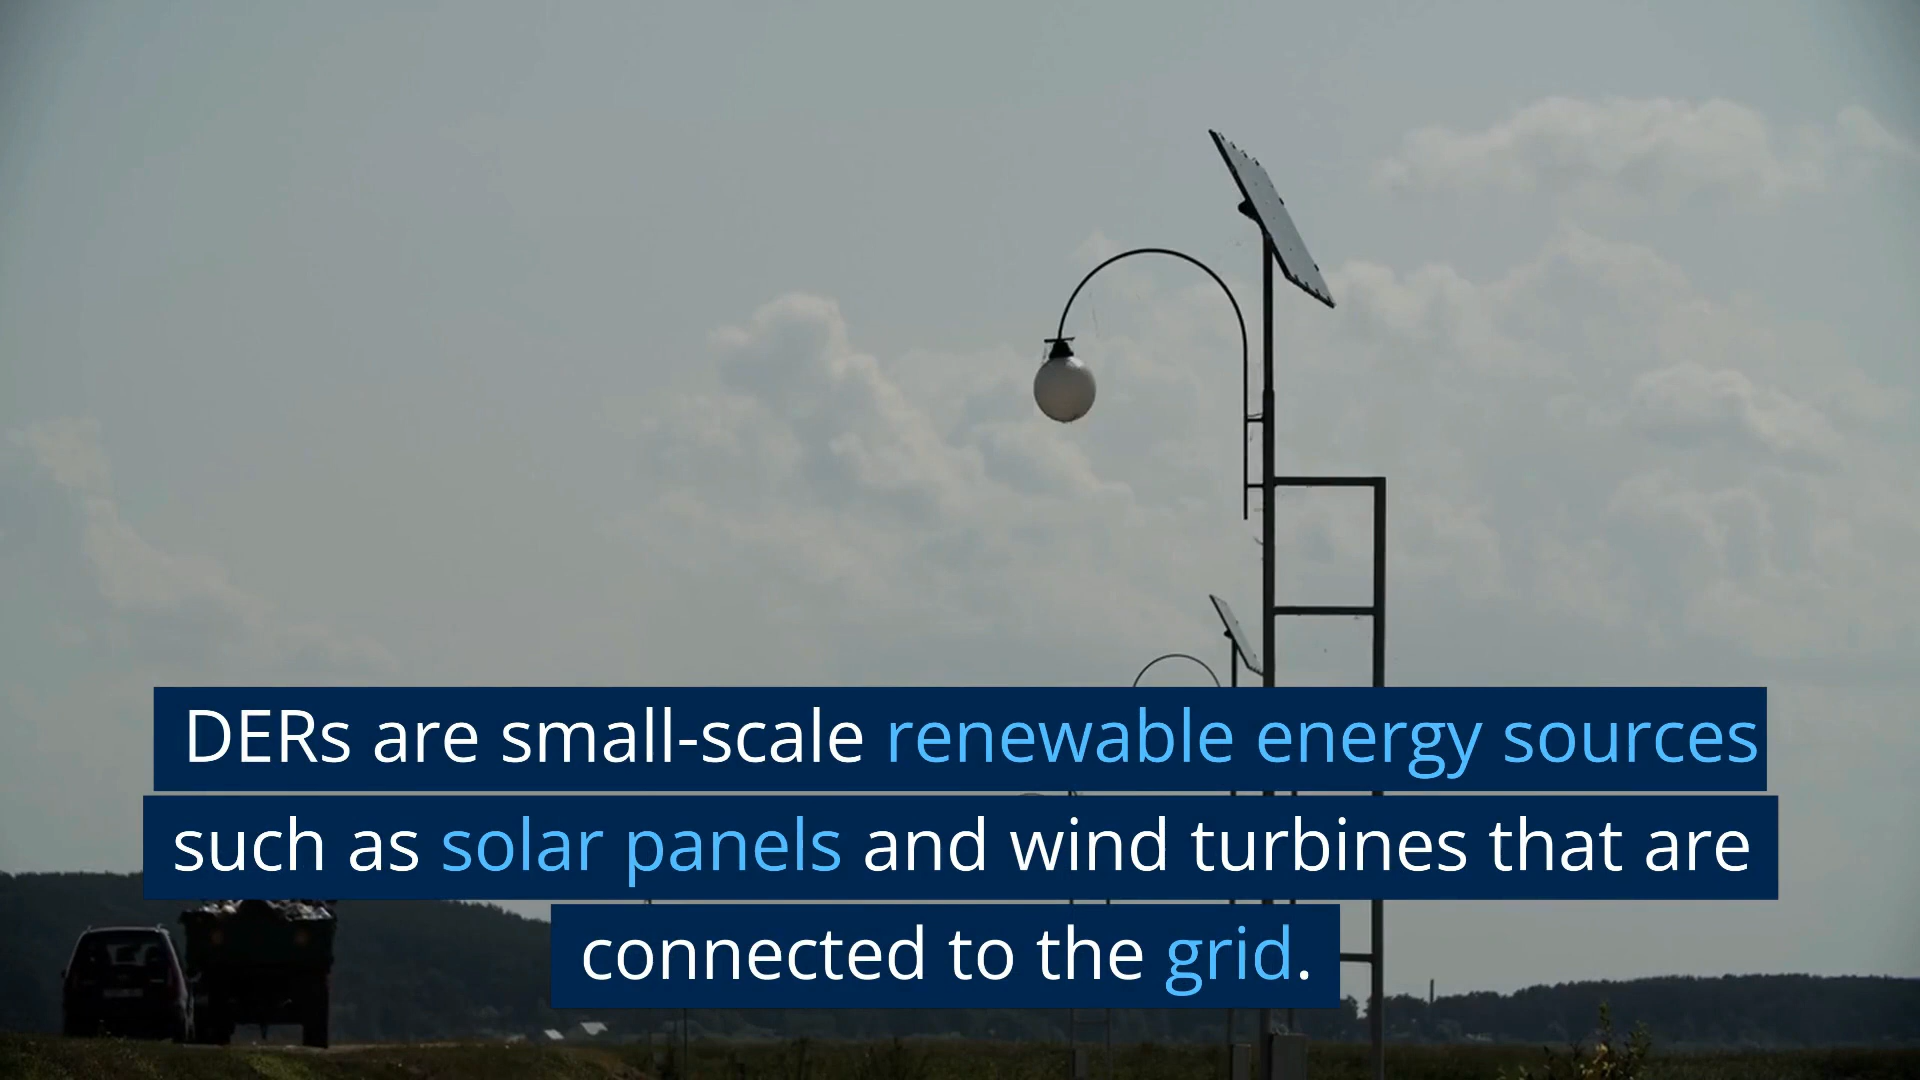 DERs are small-scale renewable energy sources
such as solar panels and wind turbines that are
connected to the grid.